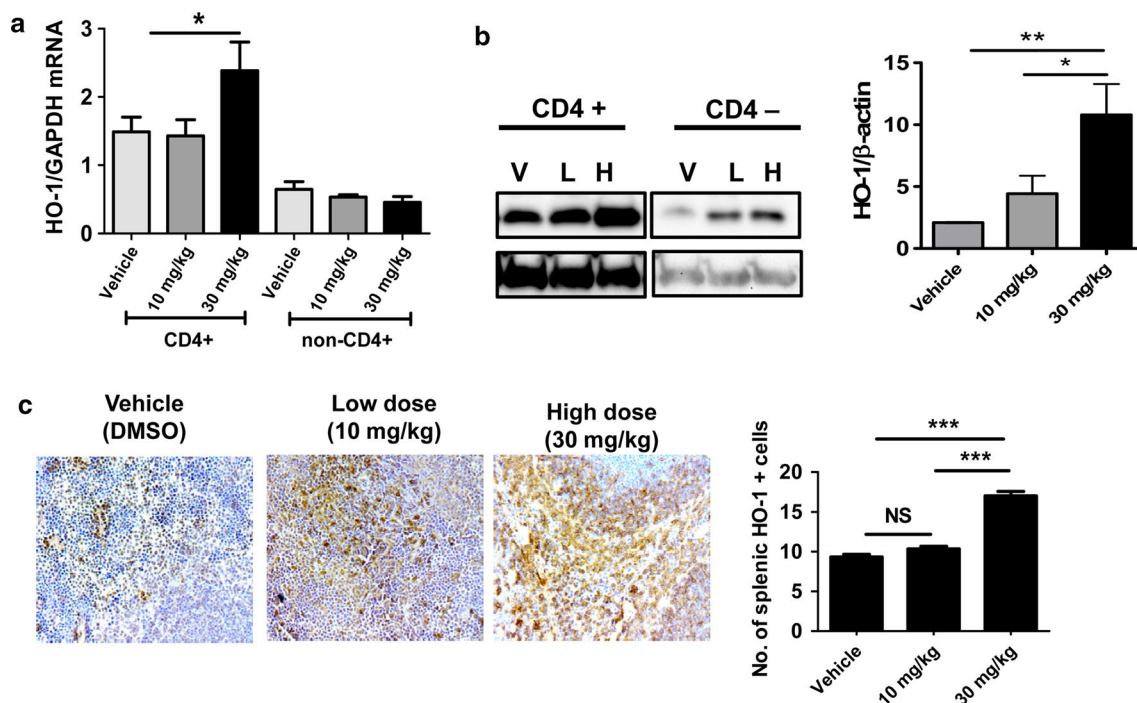 a
HO-1/GAPDH mRNA
3
2
1
0
*
Vehicle
10 mg/kg
30 mg/kg
Vehicle
10 mg/kg
30 mg/kg
CD4+
non-CD4+
b
CD4 +
CD4 –
V L H
V L H
HO-1/β-actin
15
10
5
0
**
*
Vehicle
10 mg/kg
30 mg/kg
c
Vehicle
(DMSO)
Low dose
(10 mg/kg)
High dose
(30 mg/kg)
No. of splenic HO-1 + cells
20
15
10
5
0
***
***
NS
Vehicle
10 mg/kg
30 mg/kg